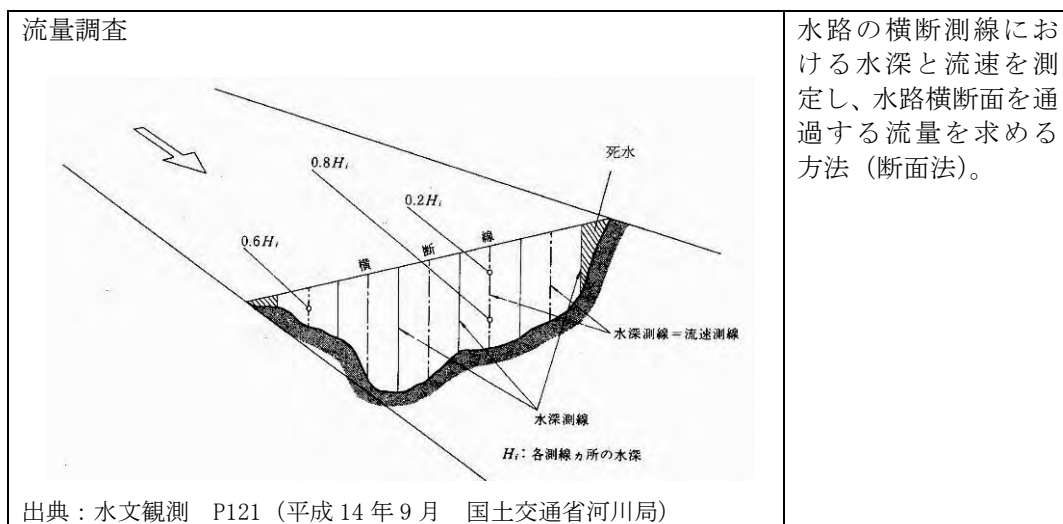 流量調査
死水
0.8Hi
0.2Hi
0.6Hi
横断線
水深測線＝流速測線
水深測線
Hi：各測線ヵ所の水深
出典：水文観測　P121（平成14年9月　国土交通省河川局）
水路の横断測線にお
ける水深と流速を測
定し、水路横断面を通
過する流量を求める
方法（断面法）。